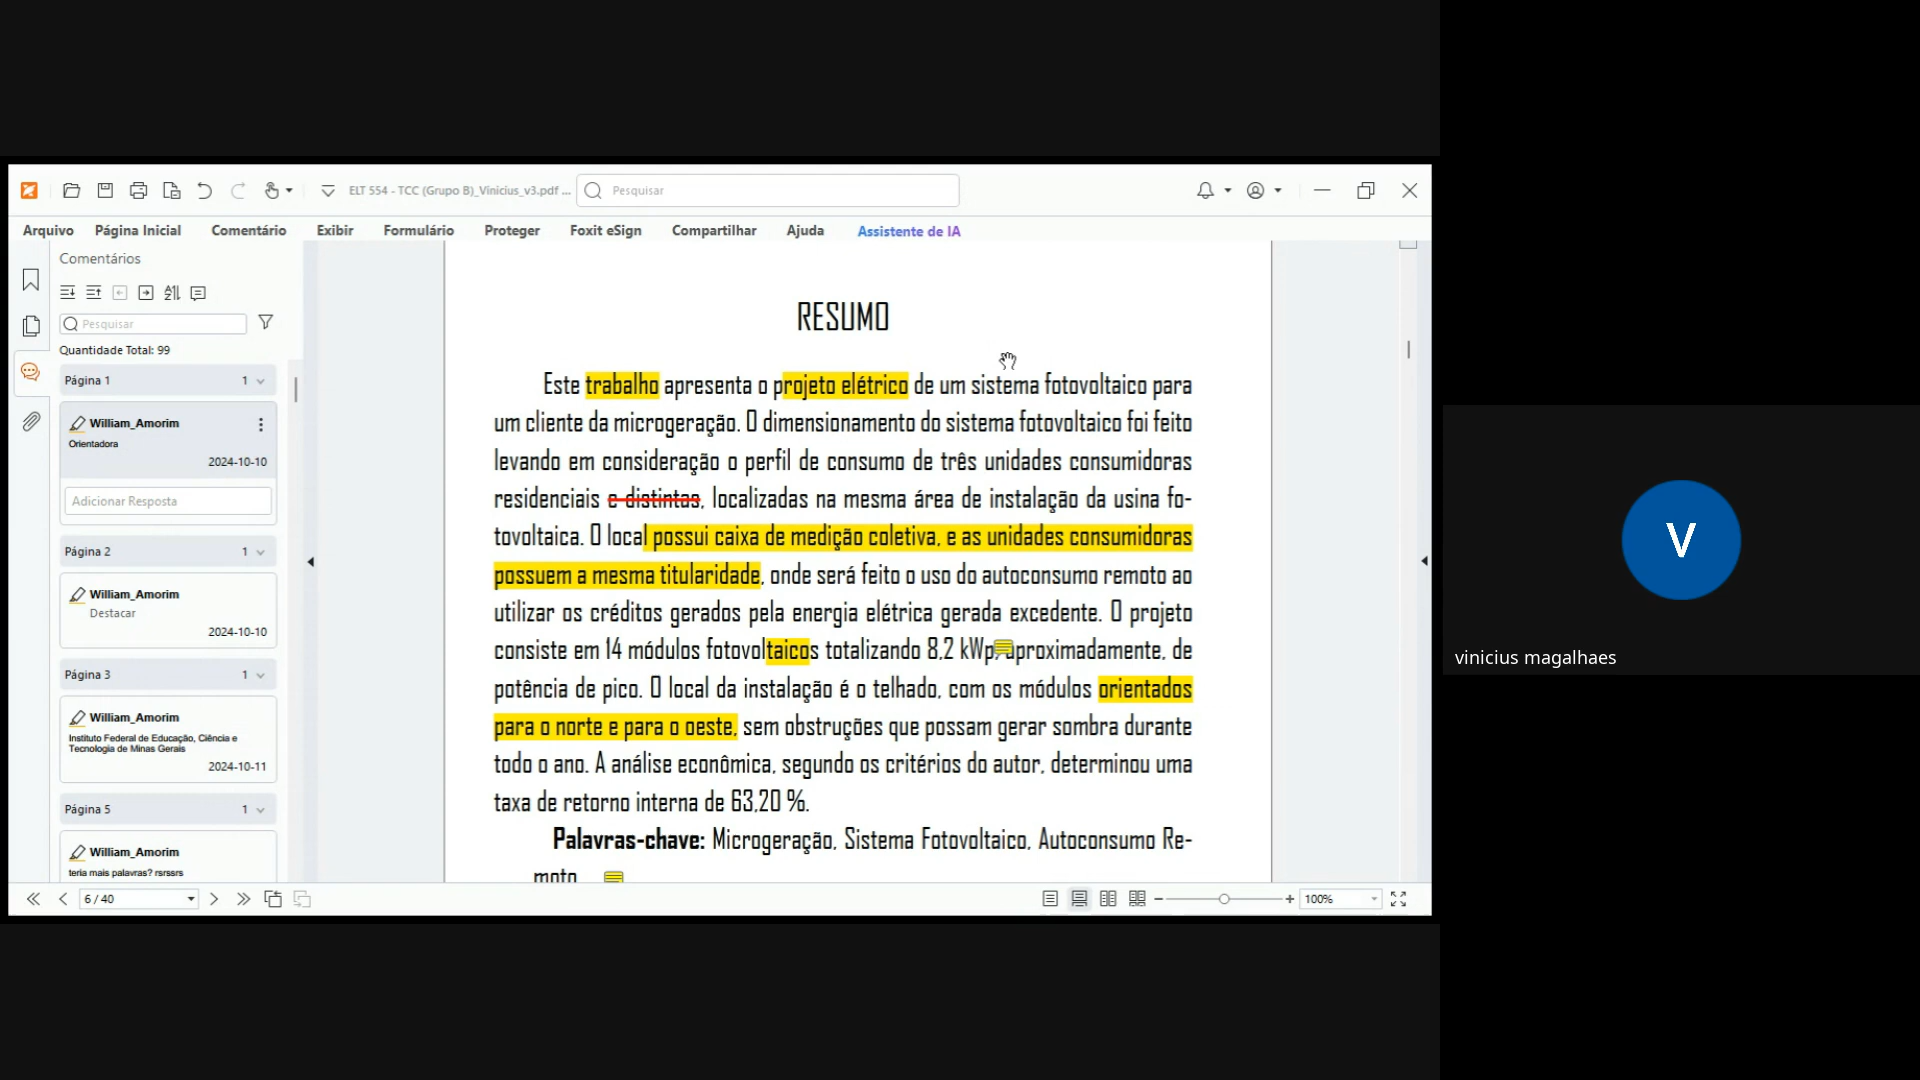 ELT 554 - TCC (Grupo B)_Vinicius_v3.pdf ...
Pesquisar
Arquivo Página Inicial Comentário Exibir Formulário Proteger Foxit eSign Compartilhar Ajuda Assistente de IA
Comentários
Pesquisar
Quantidade Total: 99
Página 1 1
William_Amorim
Orientadora
2024-10-10
Adicionar Resposta
Página 2 1
William_Amorim
Destacar
2024-10-10
Página 3 1
William_Amorim
Instituto Federal de Educação, Ciência e
Tecnologia de Minas Gerais
2024-10-11
Página 5 1
William_Amorim
teria mais palavras? rsrssrs
RESUMO
Este trabalho apresenta o projeto elétrico de um sistema fotovoltaico para
um cliente da microgeração. O dimensionamento do sistema fotovoltaico foi feito
levando em consideração o perfil de consumo de três unidades consumidoras
residenciais e distintas, localizadas na mesma área de instalação da usina fo-
tovoltaica. O local possui caixa de medição coletiva, e as unidades consumidoras
possuem a mesma titularidade, onde será feito o uso do autoconsumo remoto ao
utilizar os créditos gerados pela energia elétrica gerada excedente. O projeto
consiste em 14 módulos fotovoltaicos totalizando 8,2 kWp, aproximadamente, de
potência de pico. O local da instalação é o telhado, com os módulos orientados
para o norte e para o oeste, sem obstruções que possam gerar sombra durante
todo o ano. A análise econômica, segundo os critérios do autor, determinou uma
taxa de retorno interna de 63,20 %.
Palavras-chave: Microgeração, Sistema Fotovoltaico, Autoconsumo Re-
moto
6 / 40
100%
V
vinicius magalhaes